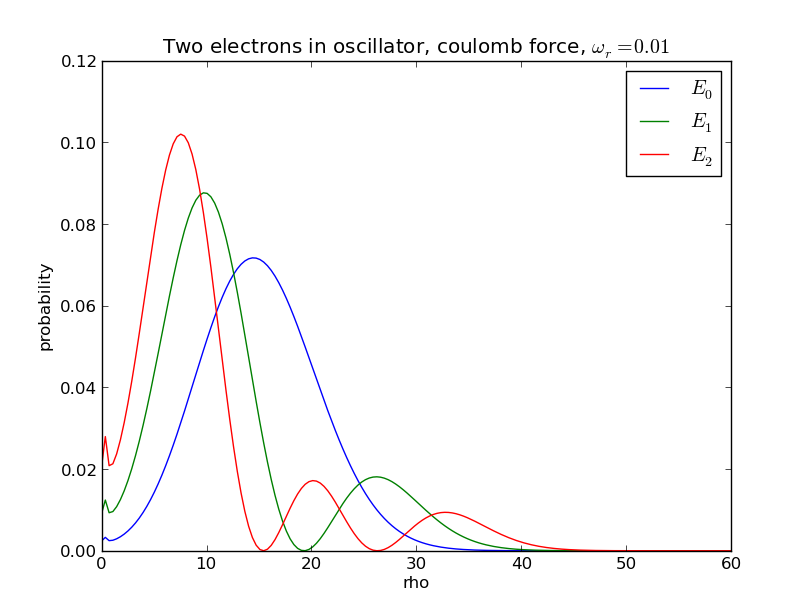 Two electrons in oscillator, coulomb force, ω_r = 0.01
0.12
0.10
0.08
0.06
0.04
0.02
0.00
probability
E_0
E_1
E_2
0 10 20 30 40 50 60
rho